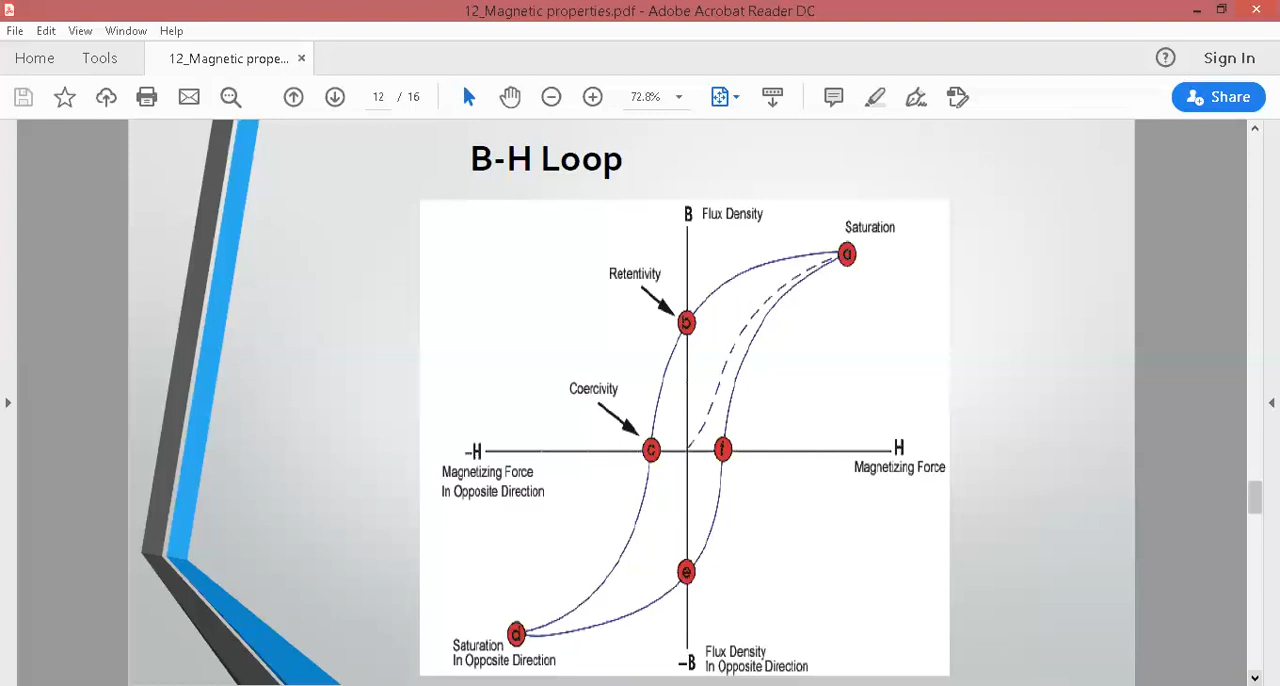 12_Magnetic properties.pdf - Adobe Acrobat Reader DC
File Edit View Window Help
Home Tools 12_Magnetic prope... × ? Sign In
12 / 16 72.8% Share
B-H Loop
B Flux Density
Saturation
a
Retentivity
b
Coercivity
–H c f H
Magnetizing Force
In Opposite Direction
Magnetizing Force
e
d
Saturation
In Opposite Direction
–B Flux Density
In Opposite Direction